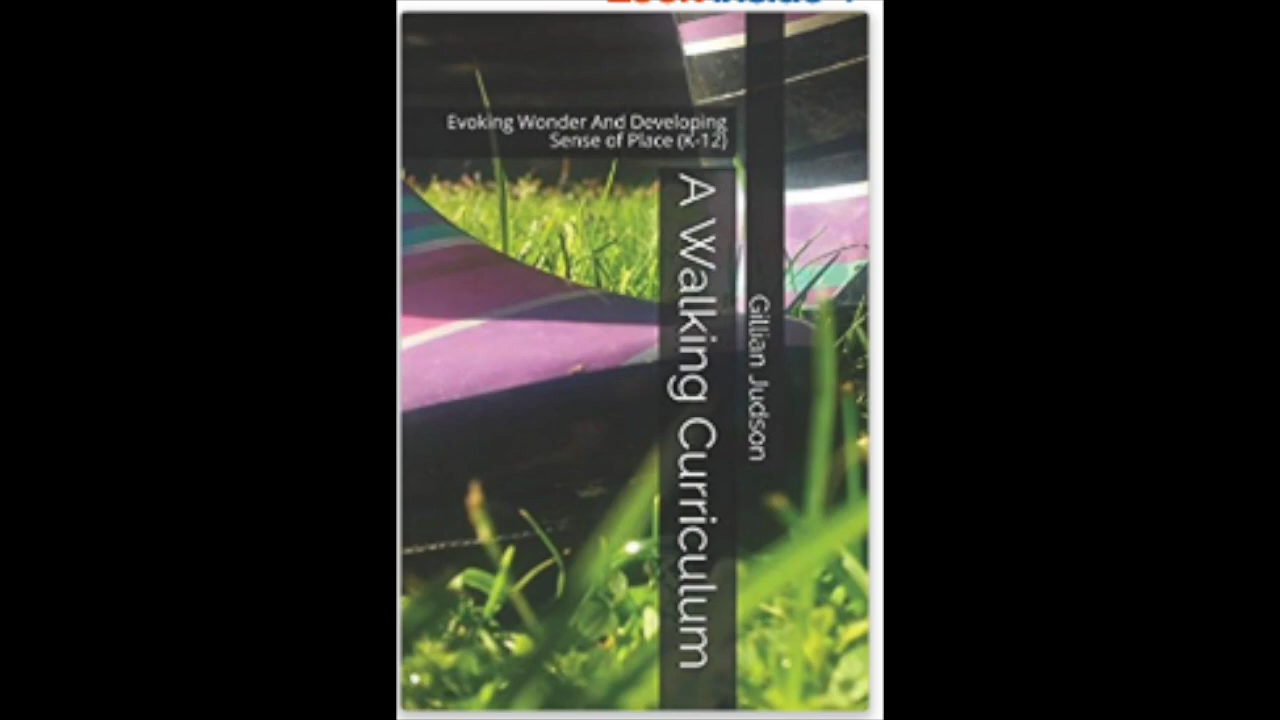 Evoking Wonder And Developing
Sense of Place (K-12)
A Walking Curriculum
Gillian Judson